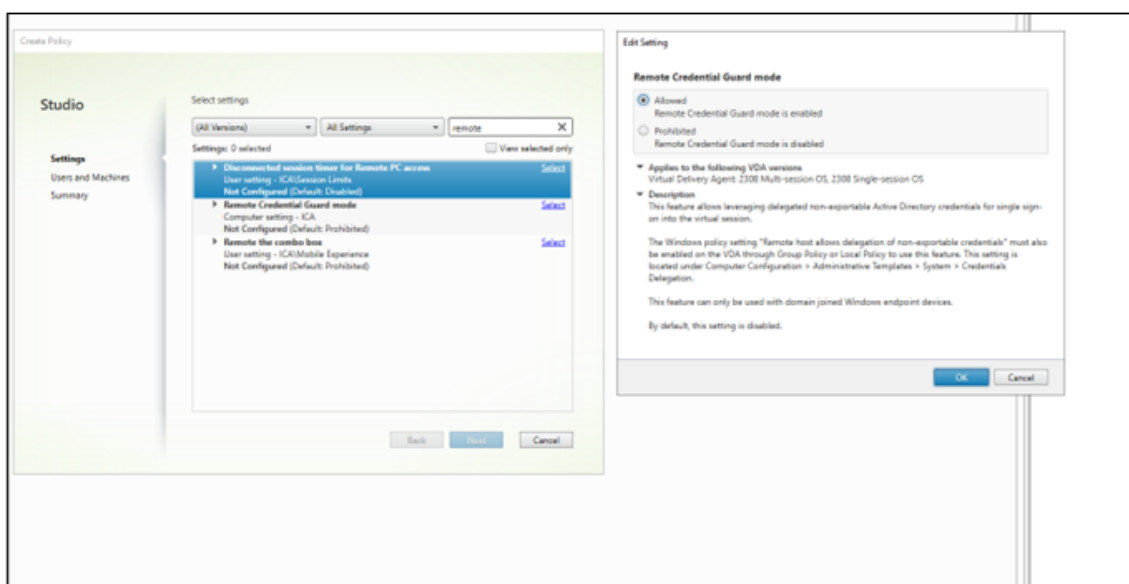 Create Policy
Studio
Settings
Users and Machines
Summary
Select settings
(All Versions)
All Settings
remote
Settings: 0 selected
View selected only
Disconnected session timer for Remote PC access
Select
User setting - ICA\Session Limits
Not Configured (Default: Disabled)
Remote Credential Guard mode
Select
Computer setting - ICA
Not Configured (Default: Prohibited)
Remote the combo box
Select
User setting - ICA\Mobile Experience
Not Configured (Default: Prohibited)
Back
Next
Cancel
Edit Setting
Remote Credential Guard mode
Allowed
Remote Credential Guard mode is enabled
Prohibited
Remote Credential Guard mode is disabled
Applies to the following VDA versions
Virtual Delivery Agent: 2308 Multi-session OS, 2308 Single-session OS
Description
This feature allows leveraging delegated non-exportable Active Directory credentials for single sign-
on into the virtual session.
The Windows policy setting "Remote host allows delegation of non-exportable credentials" must also
be enabled on the VDA through Group Policy or Local Policy to use this feature. This setting is
located under Computer Configuration > Administrative Templates > System > Credentials
Delegation.
This feature can only be used with domain joined Windows endpoint devices.
By default, this setting is disabled.
OK
Cancel